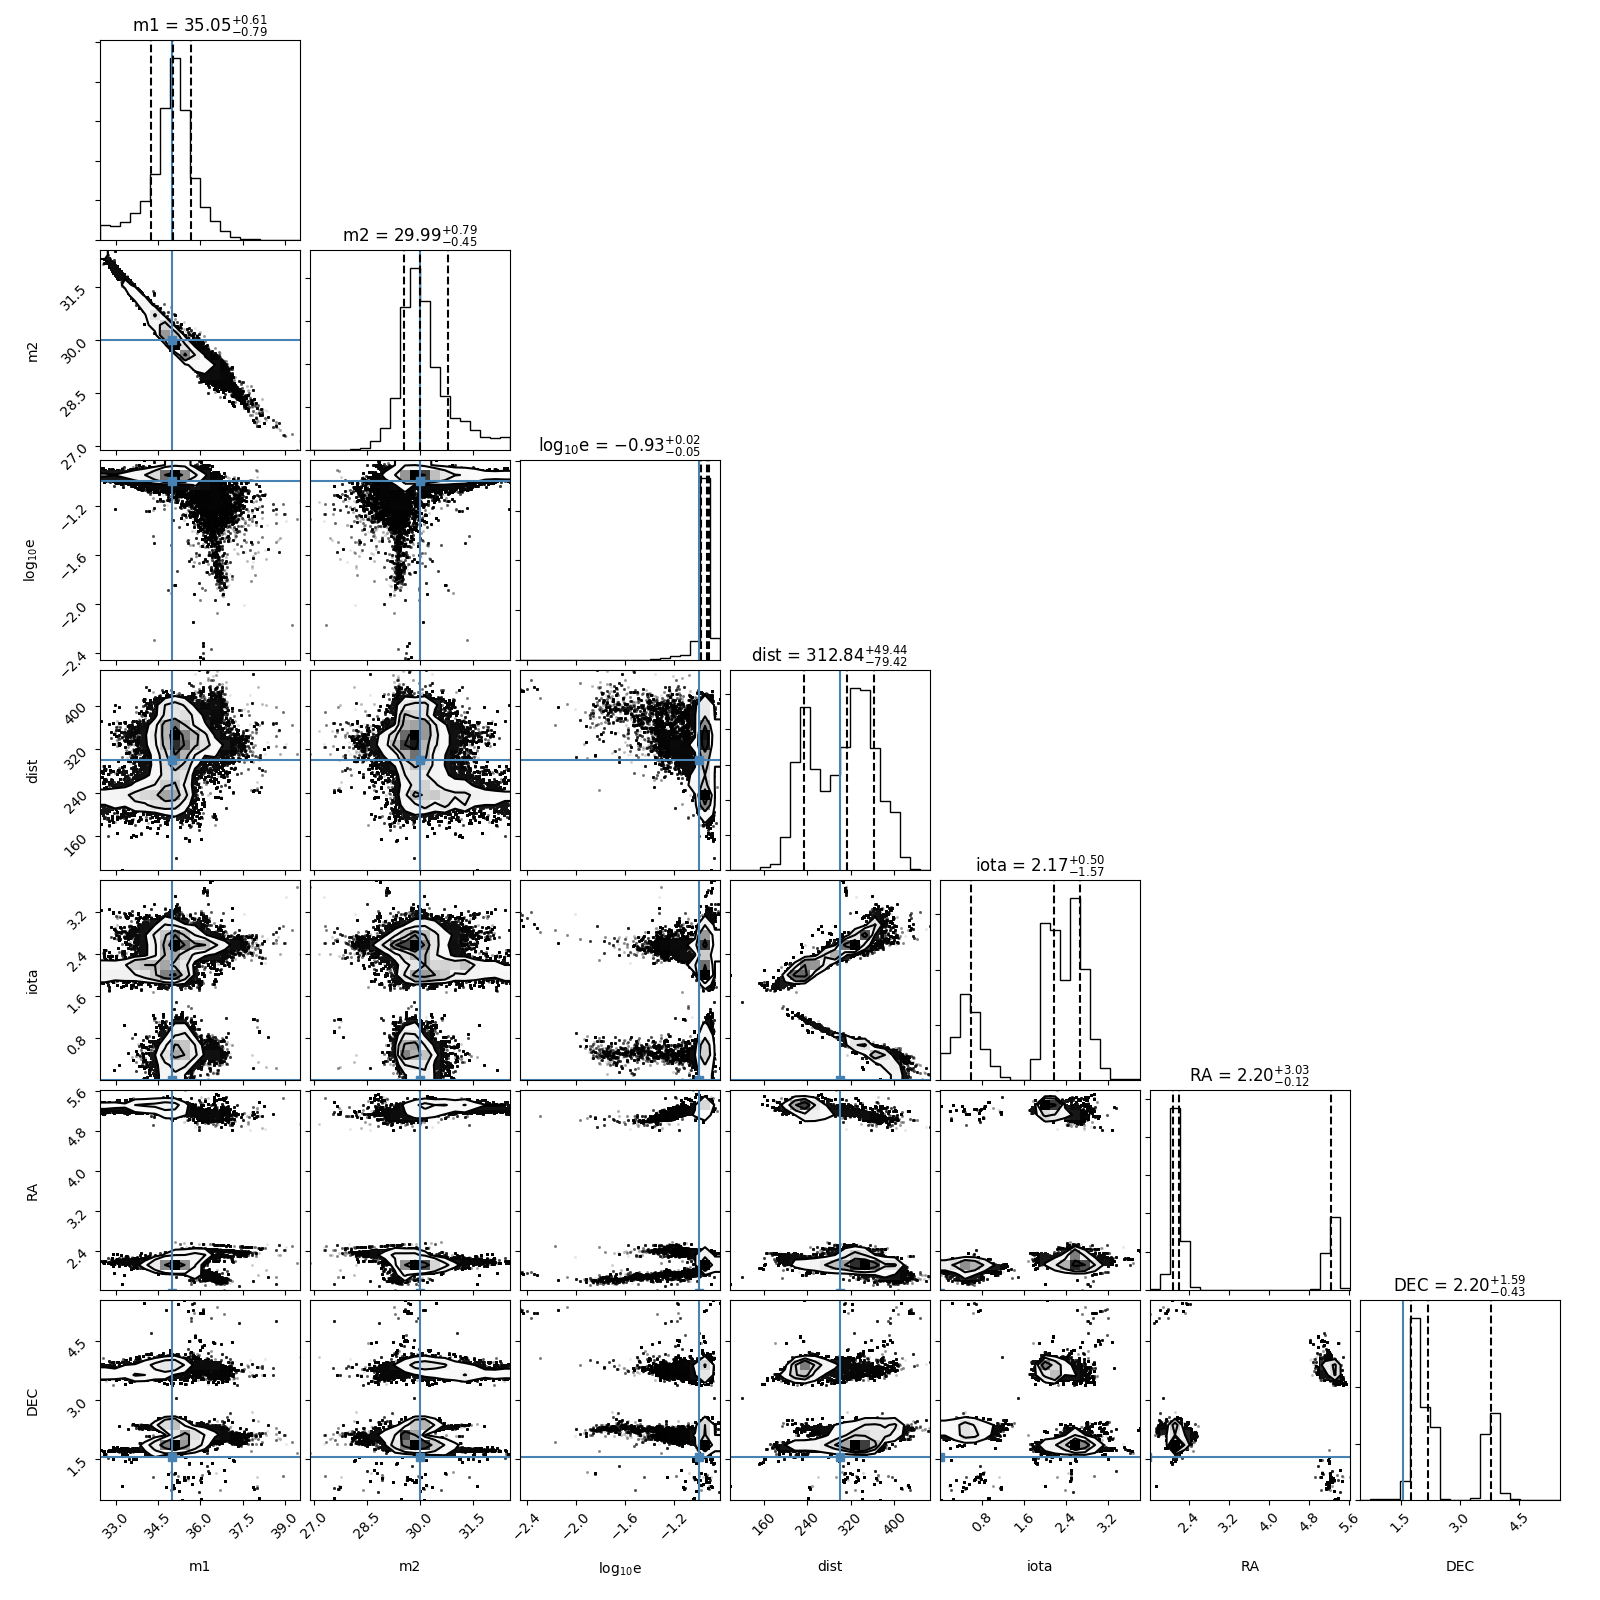 m1 = 35.05+0.61−0.79
m2 = 29.99+0.79−0.45
log10e = −0.93+0.02−0.05
dist = 312.84+49.44−79.42
iota = 2.17+0.50−1.57
RA = 2.20+3.03−0.12
DEC = 2.20+1.59−0.43
m2
31.5
30.0
28.5
27.0
log10e
−1.2
−1.6
−2.0
−2.4
dist
400
320
240
160
iota
3.2
2.4
1.6
0.8
RA
5.6
4.8
4.0
3.2
2.4
DEC
4.5
3.0
1.5
33.0 34.5 36.0 37.5 39.0
27.0 28.5 30.0 31.5
−2.4 −2.0 −1.6 −1.2
160 240 320 400
0.8 1.6 2.4 3.2
2.4 3.2 4.0 4.8 5.6
1.5 3.0 4.5
m1 m2 log10e dist iota RA DEC